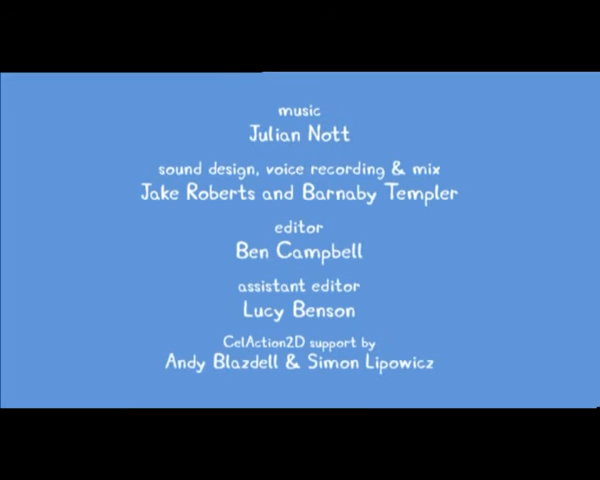 music
Julian Nott
sound design, voice recording & mix
Jake Roberts and Barnaby Templer
editor
Ben Campbell
assistant editor
Lucy Benson
CelAction2D support by
Andy Blazdell & Simon Lipowicz